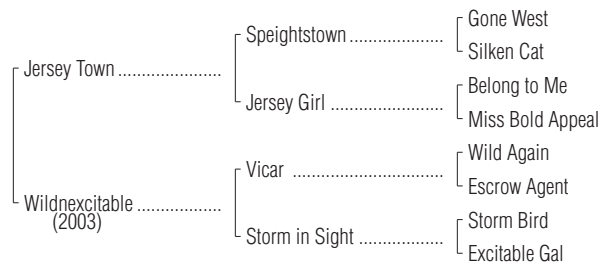 Gone West
Speightstown ....................
Silken Cat
Jersey Town ......................
Belong to Me
Jersey Girl ........................
Miss Bold Appeal
Wild Again
Vicar ................................
Escrow Agent
Wildnexcitable ..................
(2003)
Storm Bird
Storm in Sight ..................
Excitable Gal